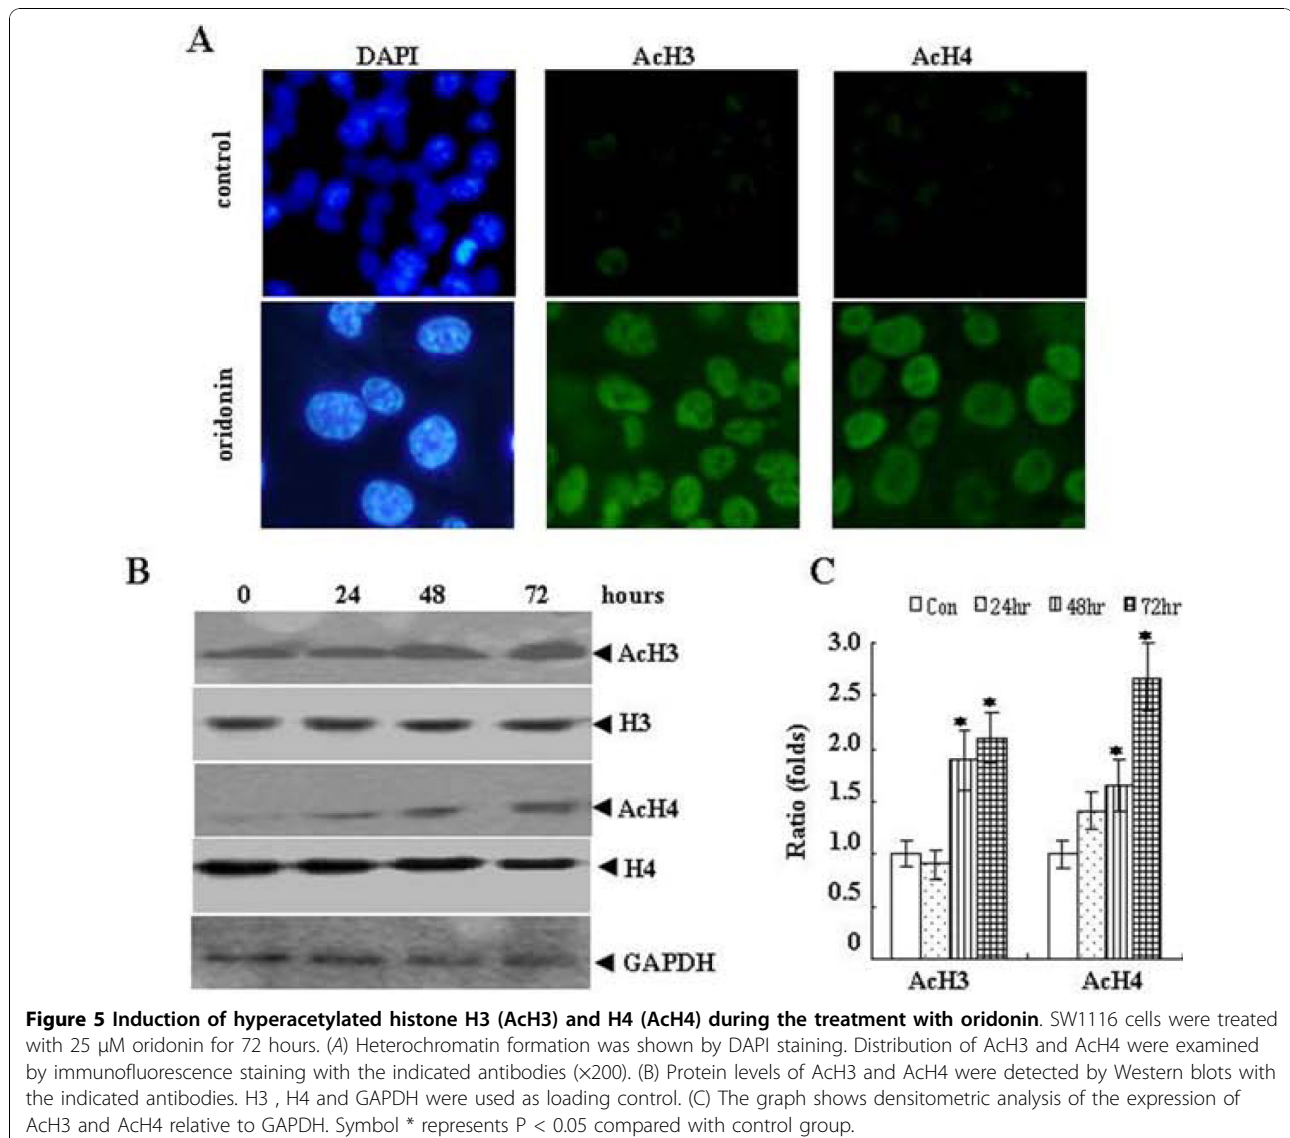 A
DAPI AcH3 AcH4
control
oridonin
B
0 24 48 72 hours
AcH3
H3
AcH4
H4
GAPDH
C
Con 24hr 48hr 72hr
3.0
2.5
2.0
1.5
1.0
0.5
0
Ratio (folds)
* * * *
AcH3 AcH4
Figure 5 Induction of hyperacetylated histone H3 (AcH3) and H4 (AcH4) during the treatment with oridonin. SW1116 cells were treated
with 25 μM oridonin for 72 hours. (A) Heterochromatin formation was shown by DAPI staining. Distribution of AcH3 and AcH4 were examined
by immunofluorescence staining with the indicated antibodies (×200). (B) Protein levels of AcH3 and AcH4 were detected by Western blots with
the indicated antibodies. H3 , H4 and GAPDH were used as loading control. (C) The graph shows densitometric analysis of the expression of
AcH3 and AcH4 relative to GAPDH. Symbol * represents P < 0.05 compared with control group.